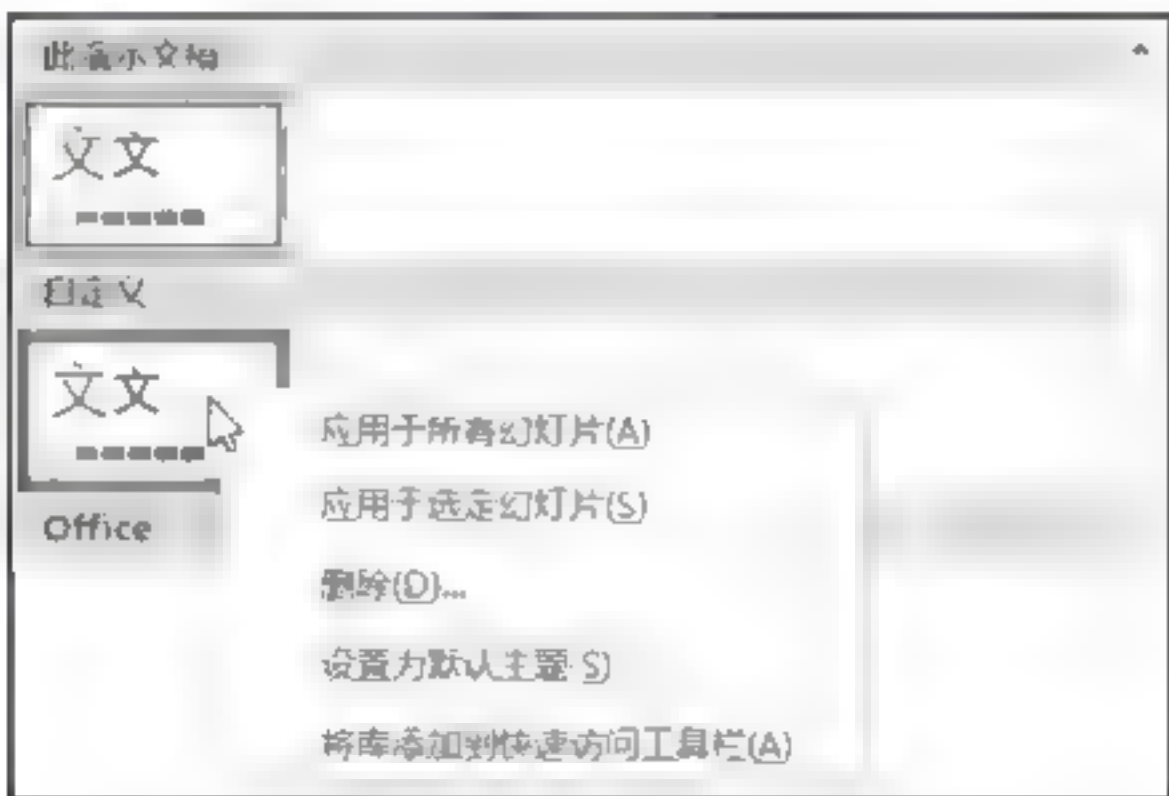 此演示文稿
文文
自定义
文文
应用于所有幻灯片(A)
应用于选定幻灯片(S)
Office
删除(D)...
设置为默认主题(S)
将库添加到快速访问工具栏(A)